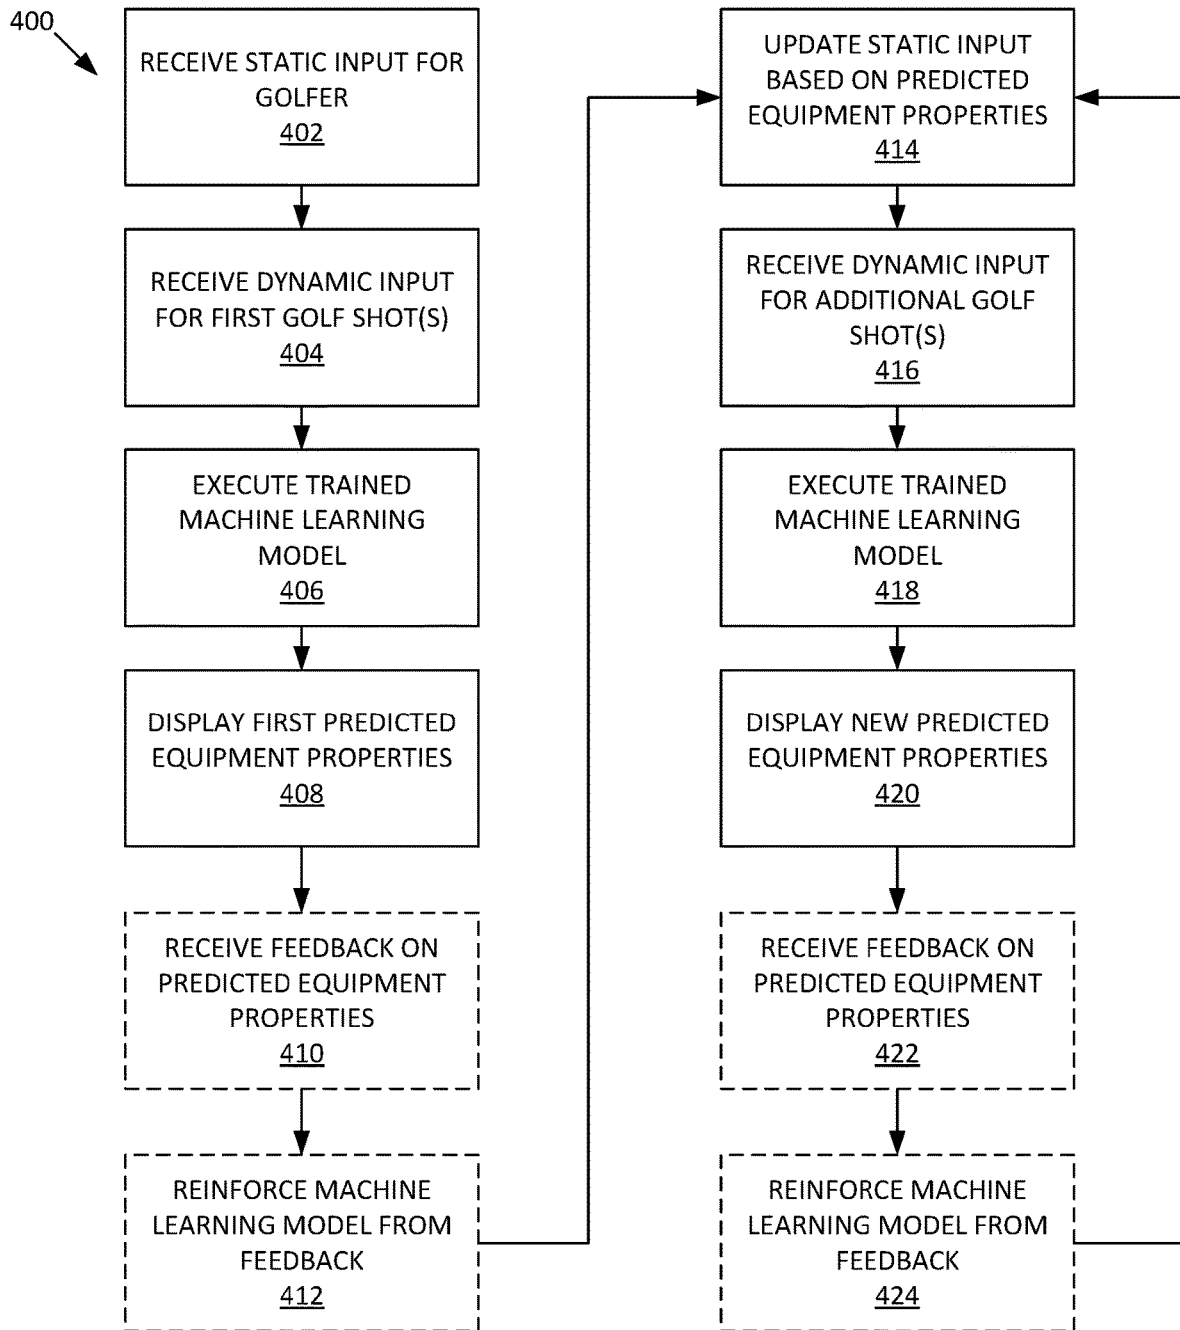 400
RECEIVE STATIC INPUT FOR
GOLFER
402
RECEIVE DYNAMIC INPUT
FOR FIRST GOLF SHOT(S)
404
EXECUTE TRAINED
MACHINE LEARNING
MODEL
406
DISPLAY FIRST PREDICTED
EQUIPMENT PROPERTIES
408
RECEIVE FEEDBACK ON
PREDICTED EQUIPMENT
PROPERTIES
410
REINFORCE MACHINE
LEARNING MODEL FROM
FEEDBACK
412
UPDATE STATIC INPUT
BASED ON PREDICTED
EQUIPMENT PROPERTIES
414
RECEIVE DYNAMIC INPUT
FOR ADDITIONAL GOLF
SHOT(S)
416
EXECUTE TRAINED
MACHINE LEARNING
MODEL
418
DISPLAY NEW PREDICTED
EQUIPMENT PROPERTIES
420
RECEIVE FEEDBACK ON
PREDICTED EQUIPMENT
PROPERTIES
422
REINFORCE MACHINE
LEARNING MODEL FROM
FEEDBACK
424